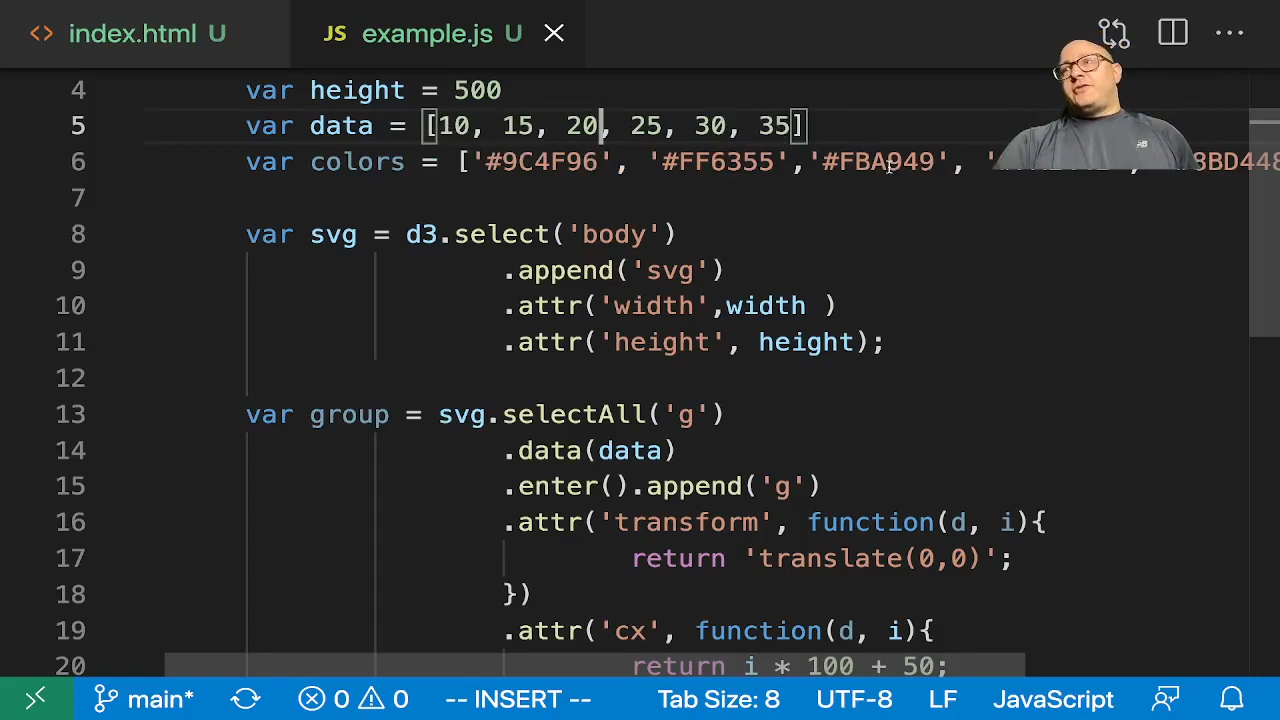 index.html U
JS example.js U
4 var height = 500
5 var data = [10, 15, 20, 25, 30, 35]
6 var colors = ['#9C4F96', '#FF6355','#FBA949', '
7
8 var svg = d3.select('body')
9 .append('svg')
10 .attr('width',width )
11 .attr('height', height);
12
13 var group = svg.selectAll('g')
14 .data(data)
15 .enter().append('g')
16 .attr('transform', function(d, i){
17 return 'translate(0,0)';
18 })
19 .attr('cx', function(d, i){
20 return i * 100 + 50;
main* 0 0 -- INSERT -- Tab Size: 8 UTF-8 LF JavaScript